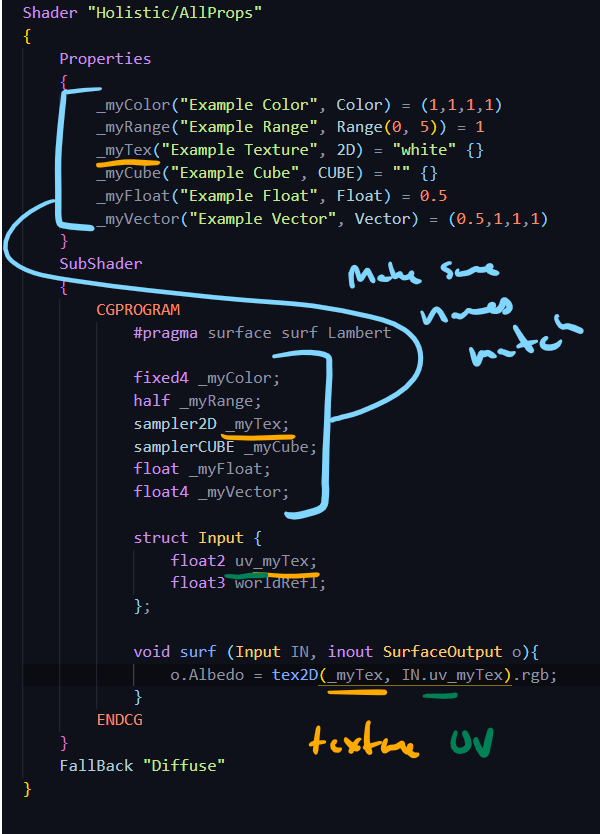 Shader "Holistic/AllProps"
{
Properties
{
_myColor("Example Color", Color) = (1,1,1,1)
_myRange("Example Range", Range(0, 5)) = 1
_myTex("Example Texture", 2D) = "white" {}
_myCube("Example Cube", CUBE) = "" {}
_myFloat("Example Float", Float) = 0.5
_myVector("Example Vector", Vector) = (0.5,1,1,1)
}
SubShader
{
Make sure
names
match
CGPROGRAM
#pragma surface surf Lambert
fixed4 _myColor;
half _myRange;
sampler2D _myTex;
samplerCUBE _myCube;
float _myFloat;
float4 _myVector;
struct Input {
float2 uv_myTex;
float3 worldRefl;
};
void surf (Input IN, inout SurfaceOutput o){
o.Albedo = tex2D(_myTex, IN.uv_myTex).rgb;
}
ENDCG
texture UV
}
FallBack "Diffuse"
}